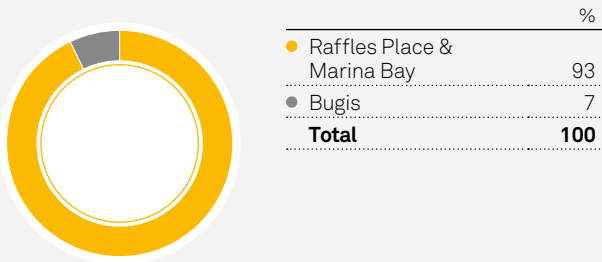 %
Raffles Place &
Marina Bay 93
Bugis 7
Total 100